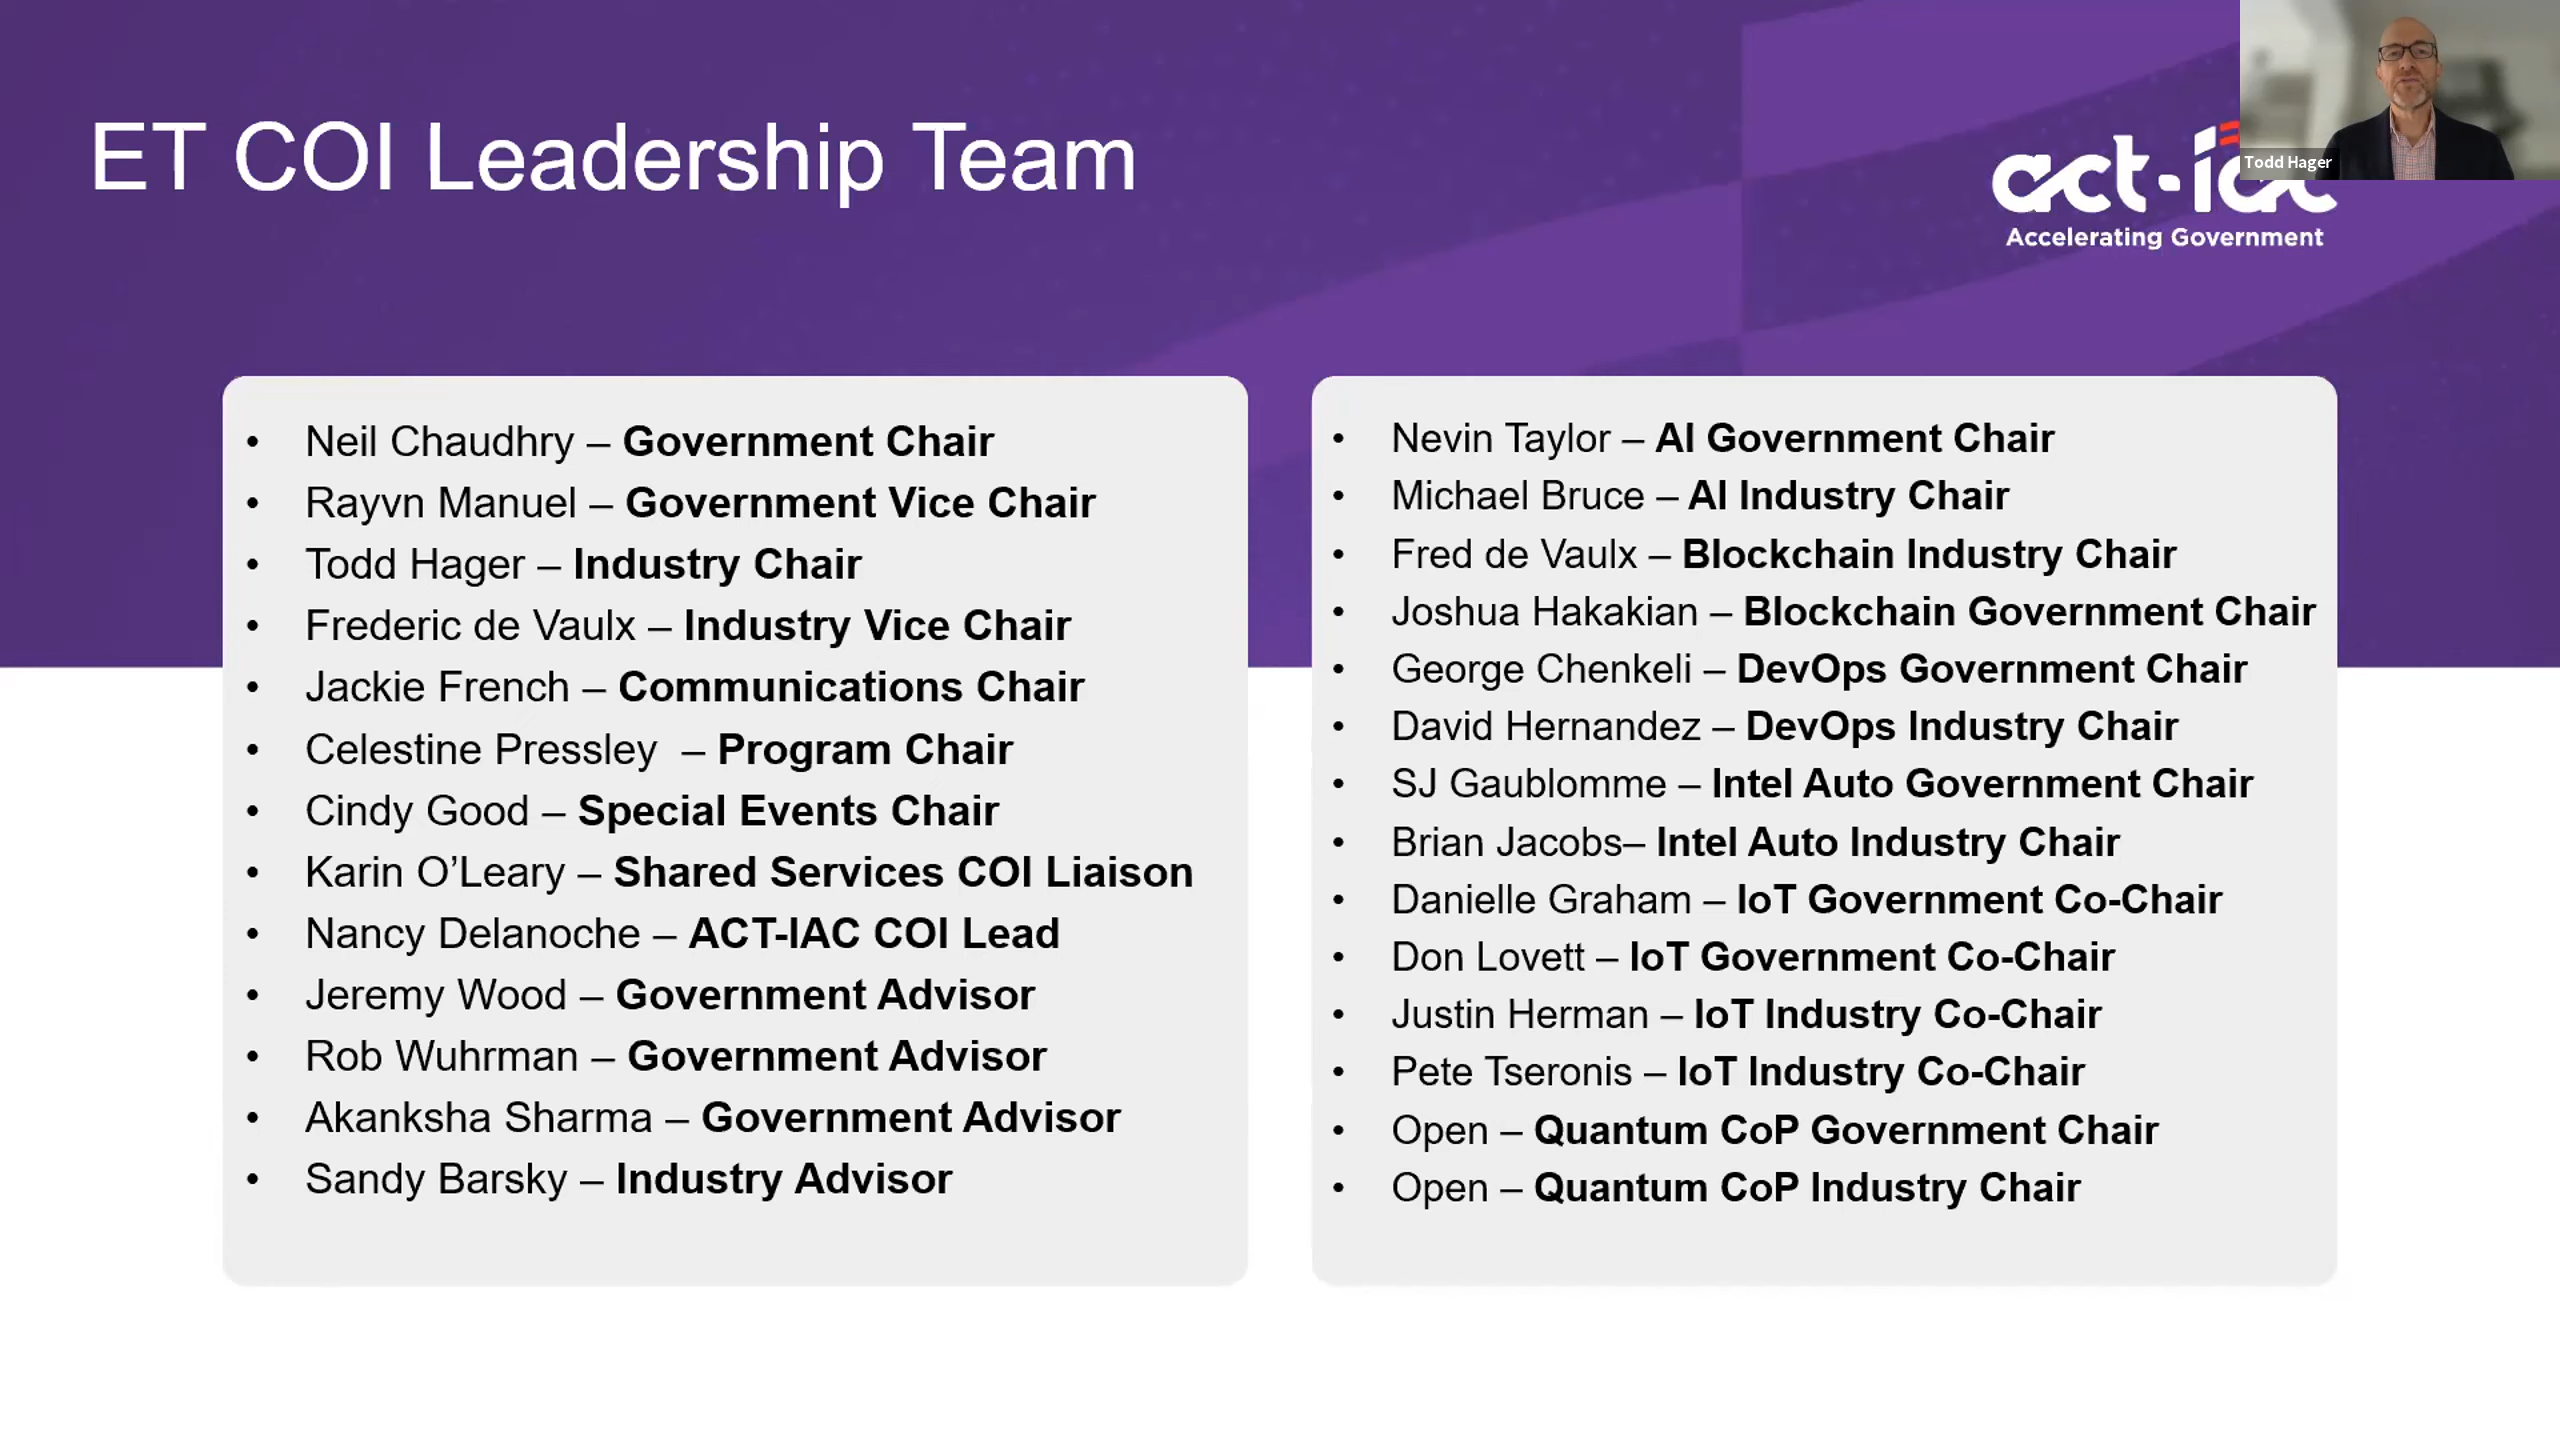 ET COI Leadership Team
act-iac
Accelerating Government
Todd Hager
• Neil Chaudhry – Government Chair
• Rayvn Manuel – Government Vice Chair
• Todd Hager – Industry Chair
• Frederic de Vaulx – Industry Vice Chair
• Jackie French – Communications Chair
• Celestine Pressley – Program Chair
• Cindy Good – Special Events Chair
• Karin O’Leary – Shared Services COI Liaison
• Nancy Delanoche – ACT-IAC COI Lead
• Jeremy Wood – Government Advisor
• Rob Wuhrman – Government Advisor
• Akanksha Sharma – Government Advisor
• Sandy Barsky – Industry Advisor
• Nevin Taylor – AI Government Chair
• Michael Bruce – AI Industry Chair
• Fred de Vaulx – Blockchain Industry Chair
• Joshua Hakakian – Blockchain Government Chair
• George Chenkeli – DevOps Government Chair
• David Hernandez – DevOps Industry Chair
• SJ Gaublomme – Intel Auto Government Chair
• Brian Jacobs– Intel Auto Industry Chair
• Danielle Graham – IoT Government Co-Chair
• Don Lovett – IoT Government Co-Chair
• Justin Herman – IoT Industry Co-Chair
• Pete Tseronis – IoT Industry Co-Chair
• Open – Quantum CoP Government Chair
• Open – Quantum CoP Industry Chair